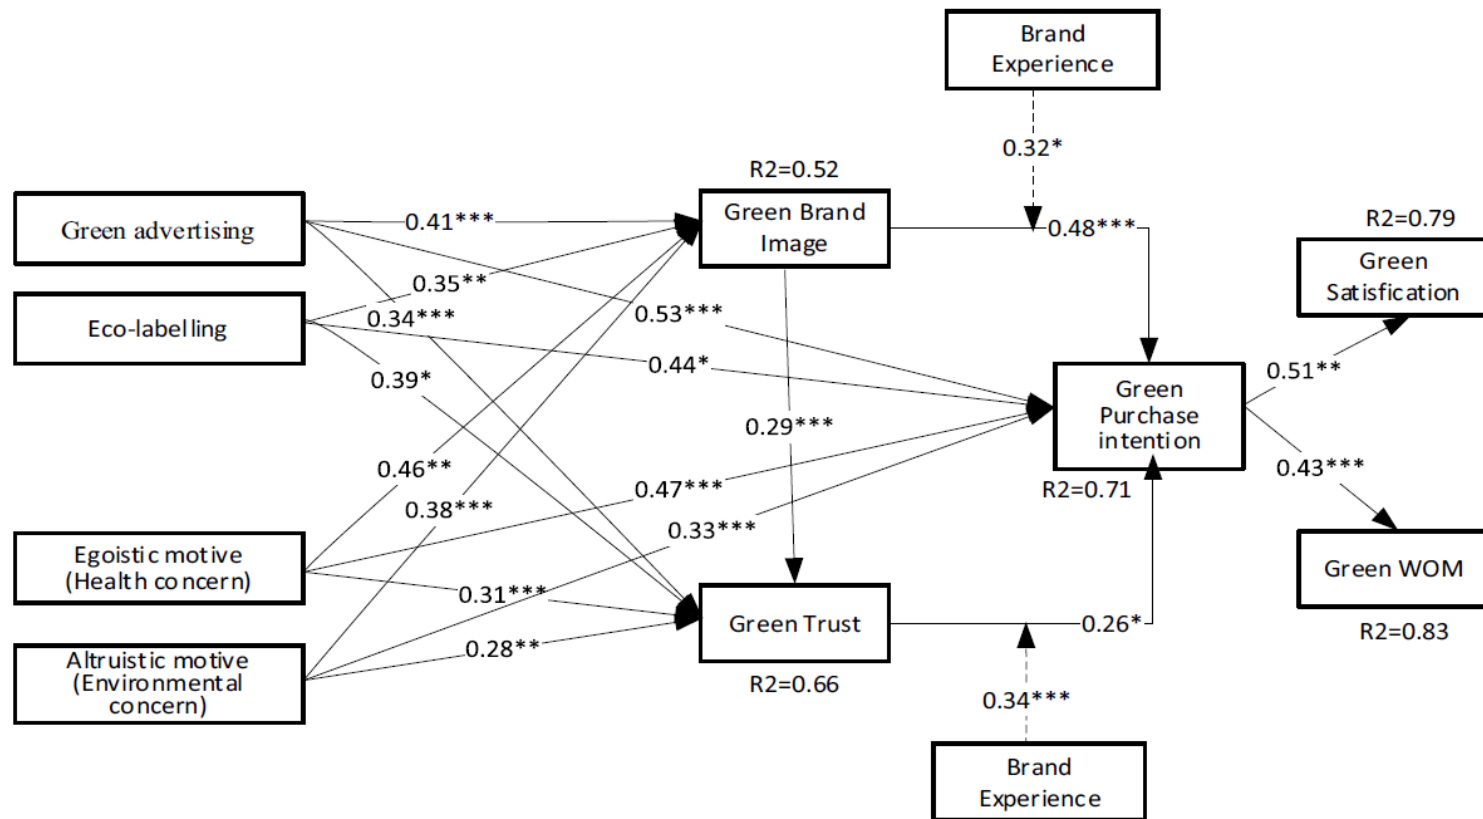 Brand
Experience
0.32*
R2=0.52
Green advertising
0.41***
Green Brand
Image
0.48***
R2=0.79
Green
Satisfication
0.35**
Eco-labelling
0.34***
0.53***
0.39*
0.44*
Green
Purchase
intention
0.51**
0.29***
0.46**
0.47***
R2=0.71
0.43***
0.38***
0.33***
Egoistic motive
(Health concern)
0.31***
Green WOM
Green Trust
0.26*
R2=0.83
0.28**
Altruistic motive
(Environmental
concern)
R2=0.66
0.34***
Brand
Experience